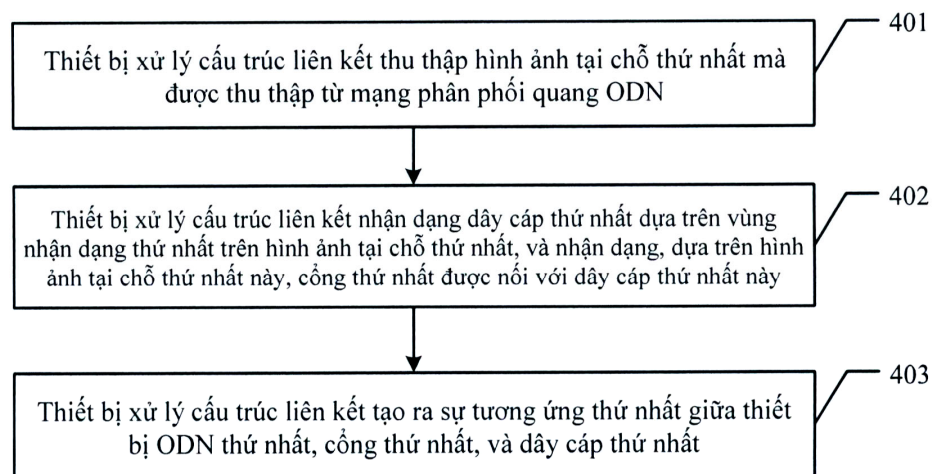 401
Thiết bị xử lý cấu trúc liên kết thu thập hình ảnh tại chỗ thứ nhất mà
được thu thập từ mạng phân phối quang ODN
402
Thiết bị xử lý cấu trúc liên kết nhận dạng dây cáp thứ nhất dựa trên vùng
nhận dạng thứ nhất trên hình ảnh tại chỗ thứ nhất, và nhận dạng, dựa trên hình
ảnh tại chỗ thứ nhất này, cổng thứ nhất được nối với dây cáp thứ nhất này
403
Thiết bị xử lý cấu trúc liên kết tạo ra sự tương ứng thứ nhất giữa thiết
bị ODN thứ nhất, cổng thứ nhất, và dây cáp thứ nhất